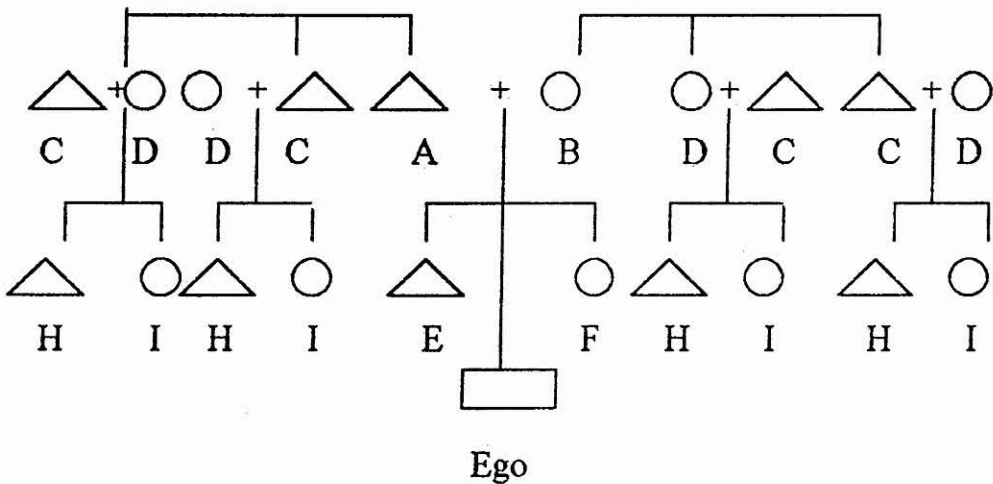 + + + + +
C D D C A B D C C D
H I H I E F H I H I
Ego